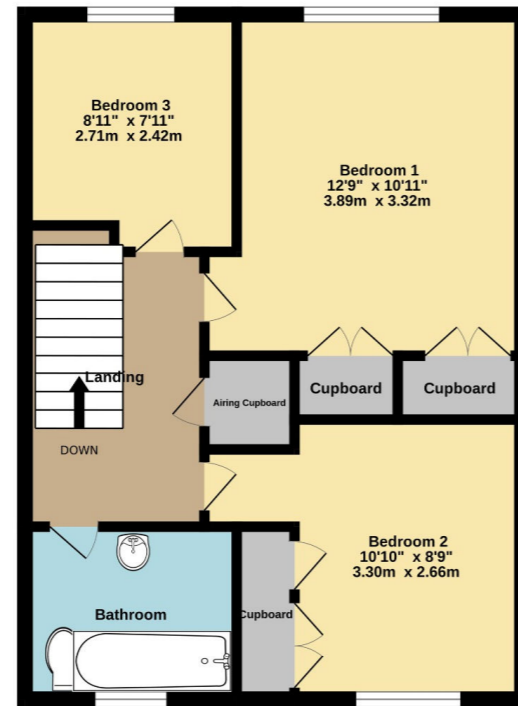 Bedroom 3
8'11" x 7'11"
2.71m x 2.42m
Bedroom 1
12'9" x 10'11"
3.89m x 3.32m
Landing
DOWN
Airing Cupboard
Cupboard
Cupboard
Bedroom 2
10'10" x 8'9"
3.30m x 2.66m
Cupboard
Bathroom